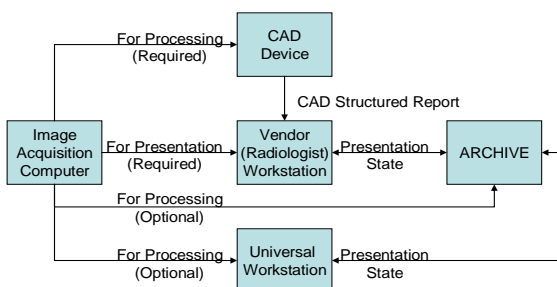 For Processing
(Required)
CAD
Device
CAD Structured Report
Image
Acquisition
Computer
For Presentation
(Required)
Vendor
(Radiologist)
Workstation
Presentation
State
ARCHIVE
For Processing
(Optional)
For Processing
(Optional)
Universal
Workstation
Presentation
State